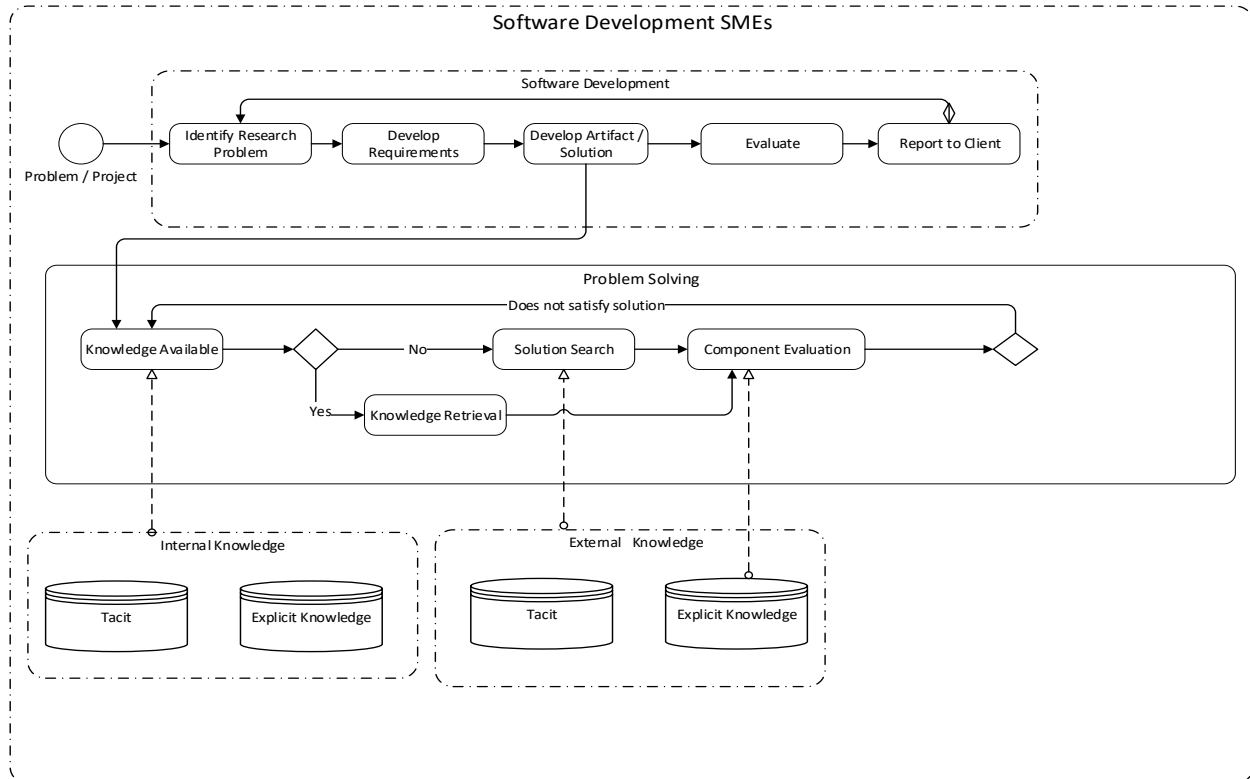 Software Development SMEs
Software Development
Identify Research
Problem
Develop
Requirements
Develop Artifact /
Solution
Evaluate
Report to Client
Problem / Project
Problem Solving
Does not satisfy solution
Knowledge Available
No
Solution Search
Component Evaluation
Yes
Knowledge Retrieval
Internal Knowledge
External Knowledge
Tacit
Explicit Knowledge
Tacit
Explicit Knowledge